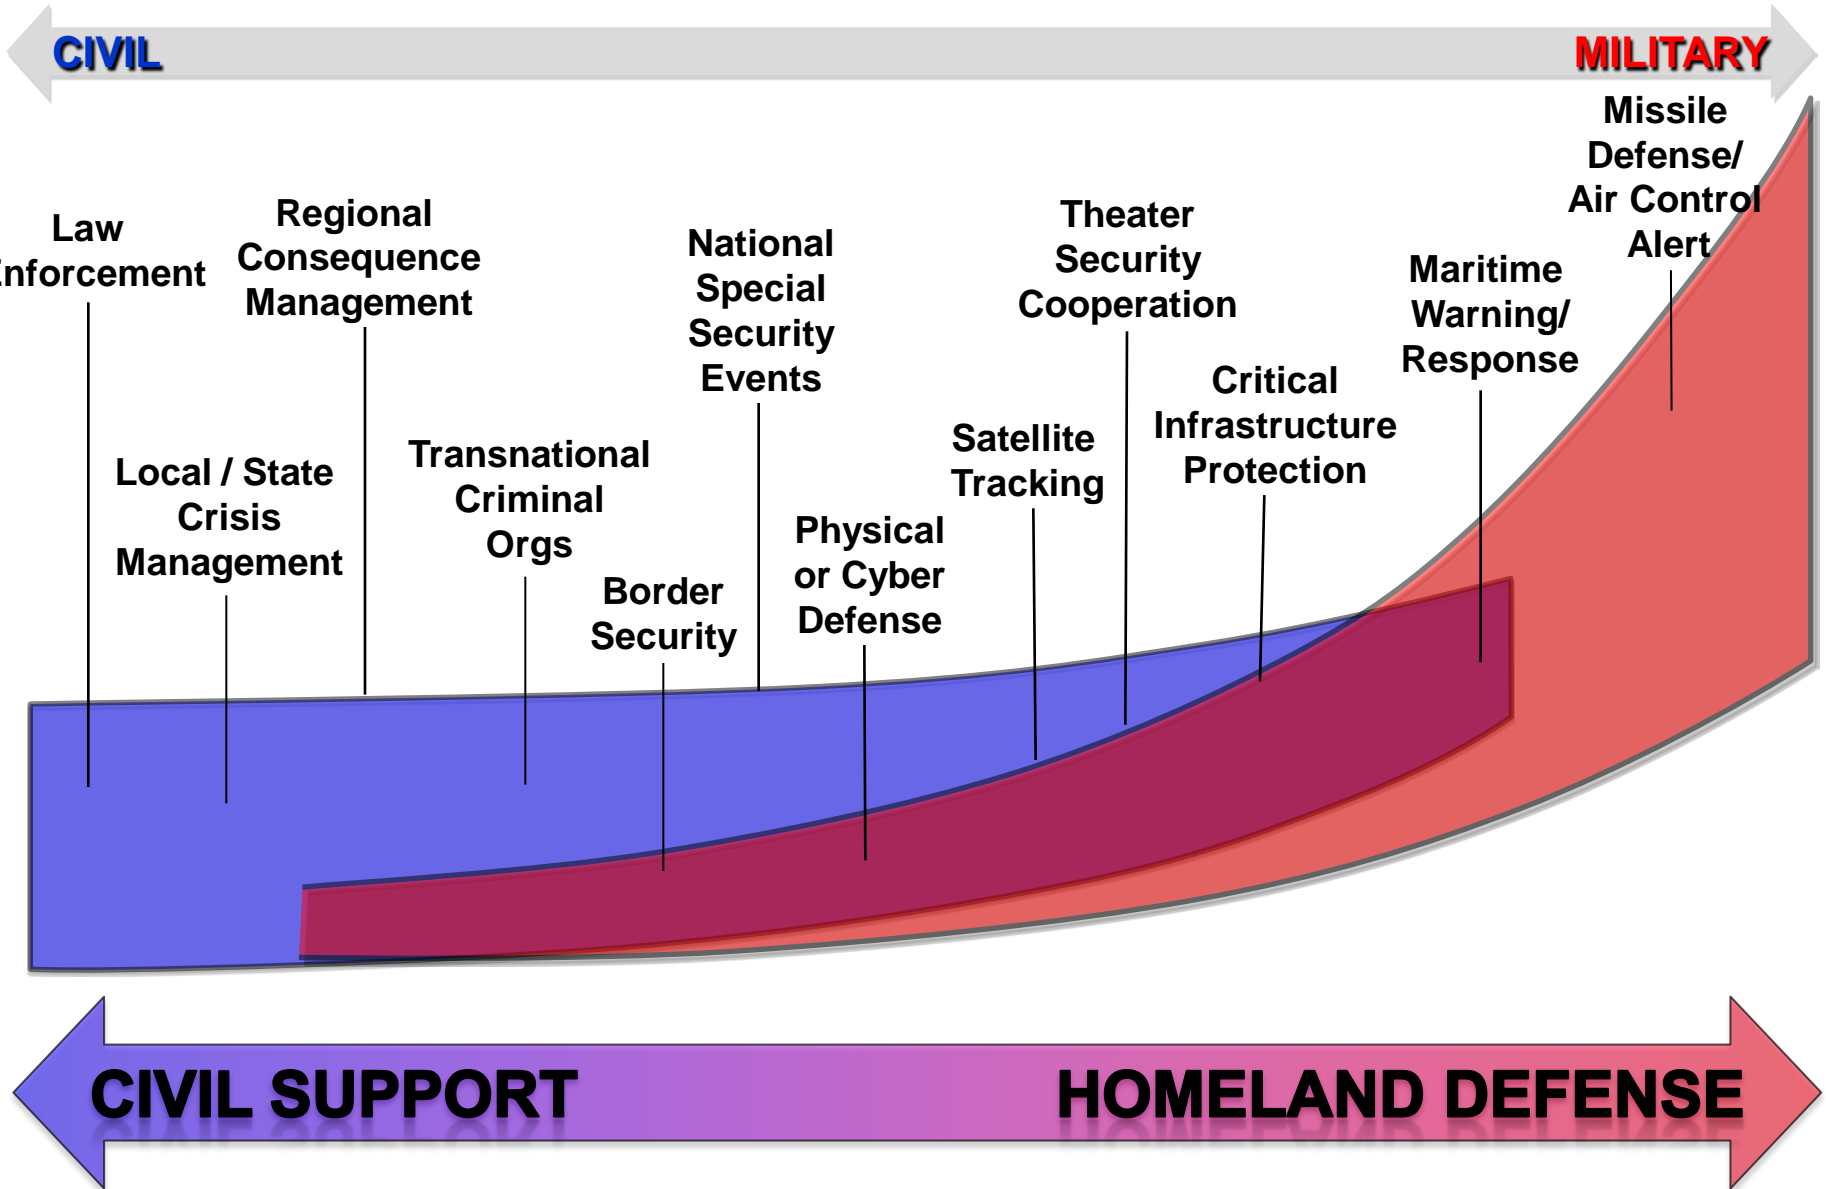 CIVIL
MILITARY
Law
Enforcement
Local / State
Crisis
Management
Regional
Consequence
Management
Transnational
Criminal
Orgs
Border
Security
National
Special
Security
Events
Physical
or Cyber
Defense
Satellite
Tracking
Theater
Security
Cooperation
Critical
Infrastructure
Protection
Maritime
Warning/
Response
Missile
Defense/
Air Control
Alert
CIVIL SUPPORT
HOMELAND DEFENSE